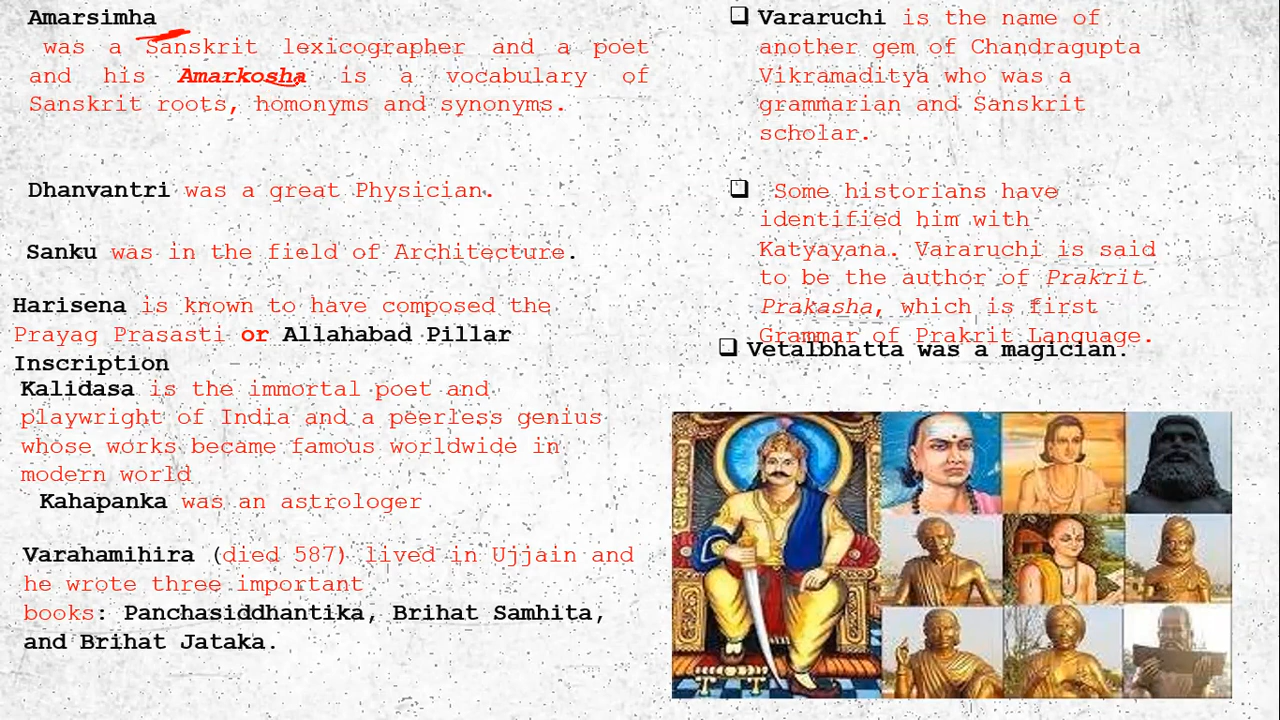 Amarsimha
was a Sanskrit lexicographer and a poet
and his Amarkosha is a vocabulary of
Sanskrit roots, homonyms and synonyms.
Dhanvantri was a great Physician.
Sanku was in the field of Architecture.
Harisena is known to have composed the
Prayag Prasasti or Allahabad Pillar
Inscription
Kalidasa is the immortal poet and
playwright of India and a peerless genius
whose works became famous worldwide in
modern world
Kahapanka was an astrologer
Varahamihira (died 587) lived in Ujjain and
he wrote three important
books: Panchasiddhantika, Brihat Samhita,
and Brihat Jataka.
❑ Vararuchi is the name of
another gem of Chandragupta
Vikramaditya who was a
grammarian and Sanskrit
scholar.
❑ Some historians have
identified him with
Katyayana. Vararuchi is said
to be the author of Prakrit
Prakasha, which is first
Grammar of Prakrit Language.
❑ Vetalbhatta was a magician.